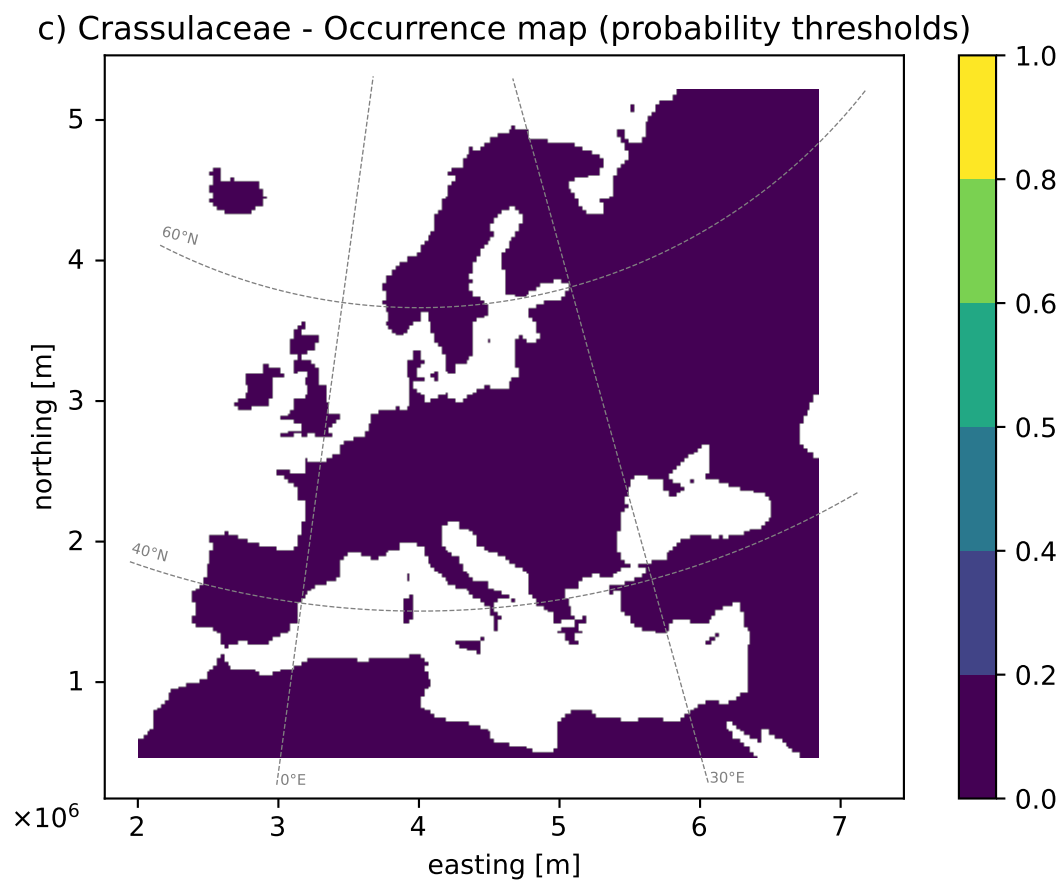 c) Crassulaceae - Occurrence map (probability thresholds)
1.0
5
0.8
60°N
4
0.6
northing [m]
3
0.5
40°N
2
0.4
1
0.2
0°E
30°E
0.0
×10⁶
2 3 4 5 6 7
easting [m]